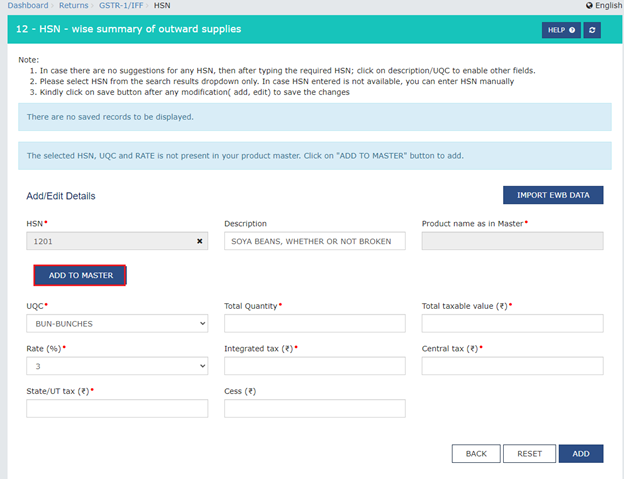 Dashboard › Returns › GSTR-1/IFF › HSN English
12 - HSN - wise summary of outward supplies HELP ?
Note:
1. In case there are no suggestions for any HSN, then after typing the required HSN; click on description/UQC to enable other fields.
2. Please select HSN from the search results dropdown only. In case HSN entered is not available, you can enter HSN manually
3. Kindly click on save button after any modification( add, edit) to save the changes
There are no saved records to be displayed.
The selected HSN, UQC and RATE is not present in your product master. Click on "ADD TO MASTER" button to add.
Add/Edit Details IMPORT EWB DATA
HSN• Description Product name as in Master•
1201 ✖ SOYA BEANS, WHETHER OR NOT BROKEN
ADD TO MASTER
UQC• Total Quantity• Total taxable value (₹)•
BUN-BUNCHES
Rate (%)• Integrated tax (₹)• Central tax (₹)•
3
State/UT tax (₹)• Cess (₹)
BACK RESET ADD